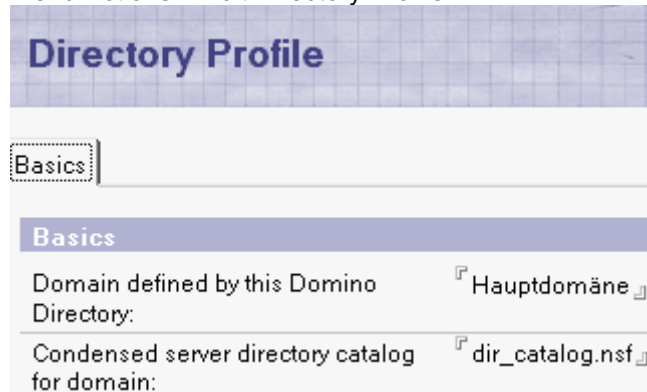 Directory Profile
Basics
Basics
Domain defined by this Domino
Directory:
Hauptdomäne
Condensed server directory catalog
for domain:
dir_catalog.nsf